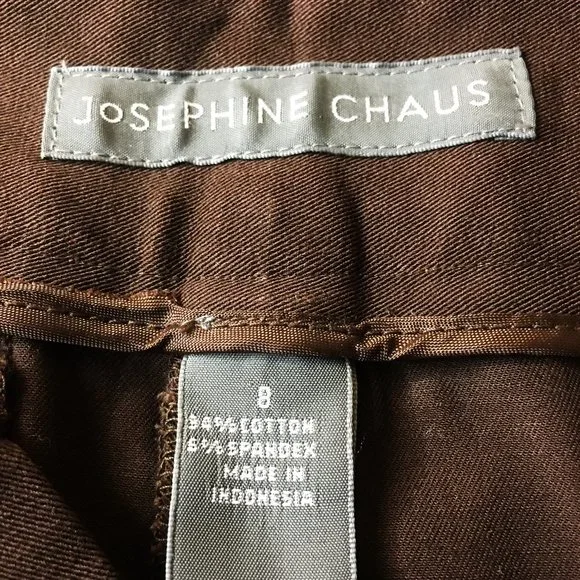 JoSEPHINE CHAUS
8
94% COTTON
6% SPANDEX
MADE IN
INDONESIA